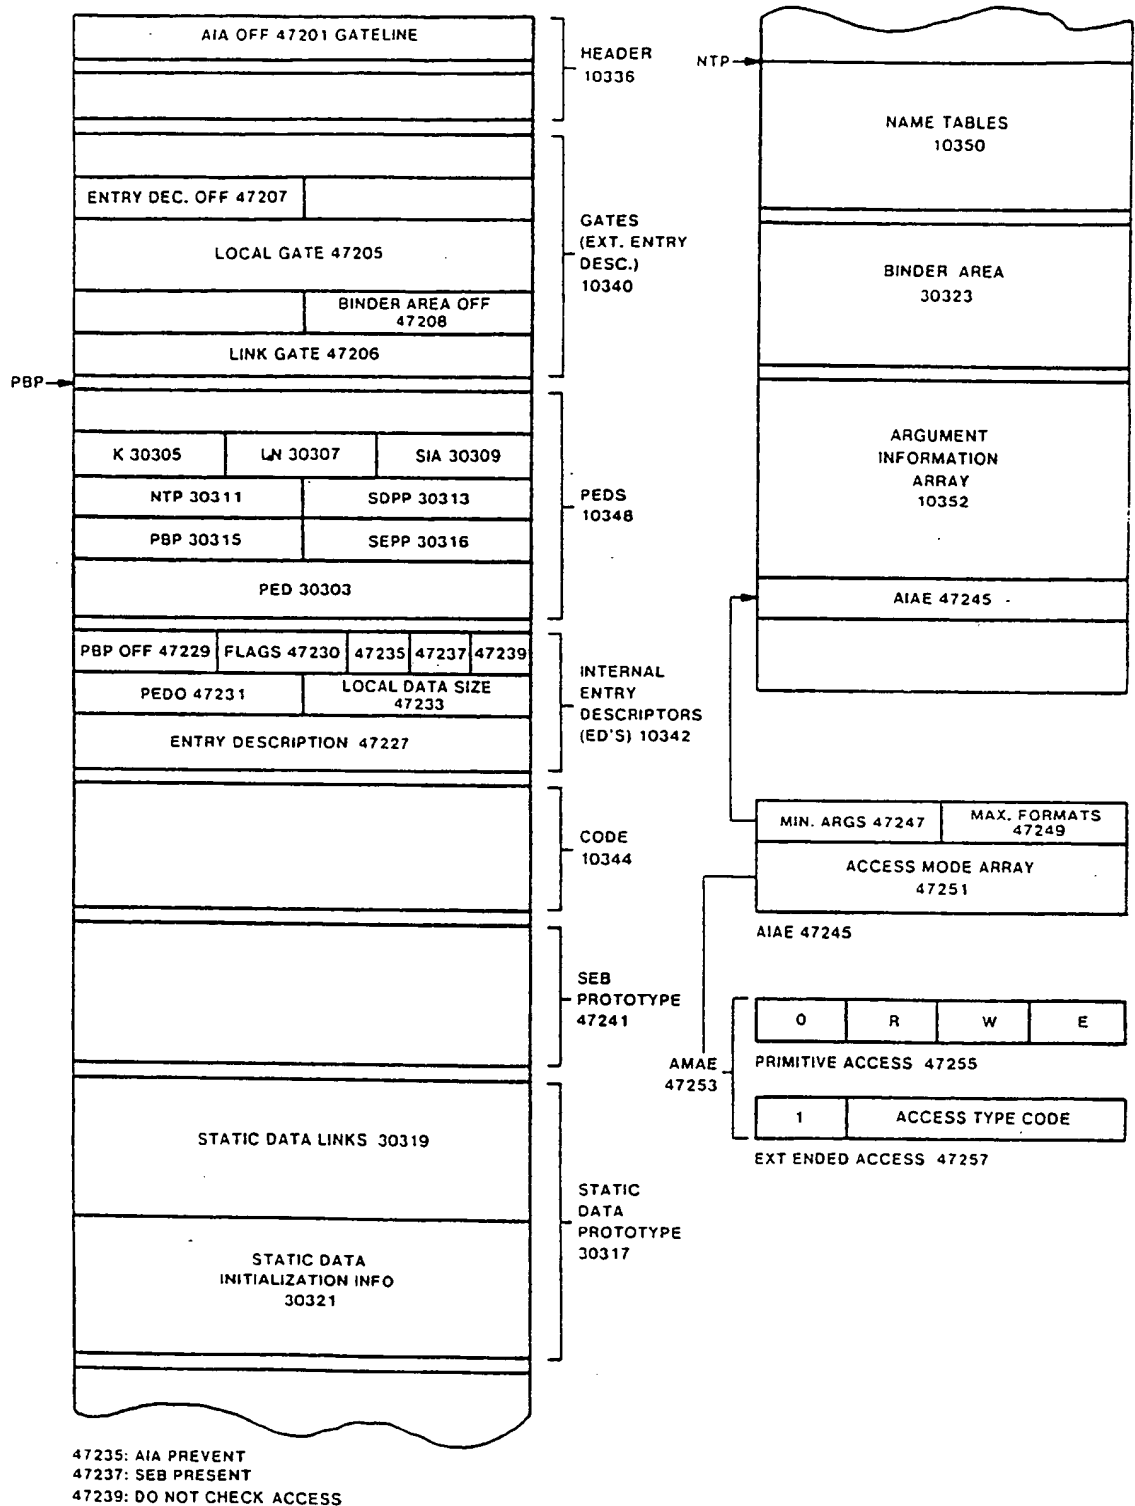 AIA OFF 47201 GATELINE
HEADER
10336
ENTRY DEC. OFF 47207
LOCAL GATE 47205
BINDER AREA OFF
47208
LINK GATE 47206
GATES
(EXT. ENTRY
DESC.)
10340
PBP
K 30305
LN 30307
SIA 30309
NTP 30311
SDPP 30313
PBP 30315
SEPP 30316
PED 30303
PEDS
10348
PBP OFF 47229
FLAGS 47230
47235
47237
47239
PEDO 47231
LOCAL DATA SIZE
47233
ENTRY DESCRIPTION 47227
INTERNAL
ENTRY
DESCRIPTORS
(ED'S) 10342
CODE
10344
SEB
PROTOTYPE
47241
STATIC DATA LINKS 30319
STATIC DATA
INITIALIZATION INFO
30321
STATIC
DATA
PROTOTYPE
30317
47235: AIA PREVENT
47237: SEB PRESENT
47239: DO NOT CHECK ACCESS
NTP
NAME TABLES
10350
BINDER AREA
30323
ARGUMENT
INFORMATION
ARRAY
10352
AIAE 47245
MIN. ARGS 47247
MAX. FORMATS
47249
ACCESS MODE ARRAY
47251
AIAE 47245
AMAE
47253
0
R
W
E
PRIMITIVE ACCESS 47255
1
ACCESS TYPE CODE
EXT ENDED ACCESS 47257